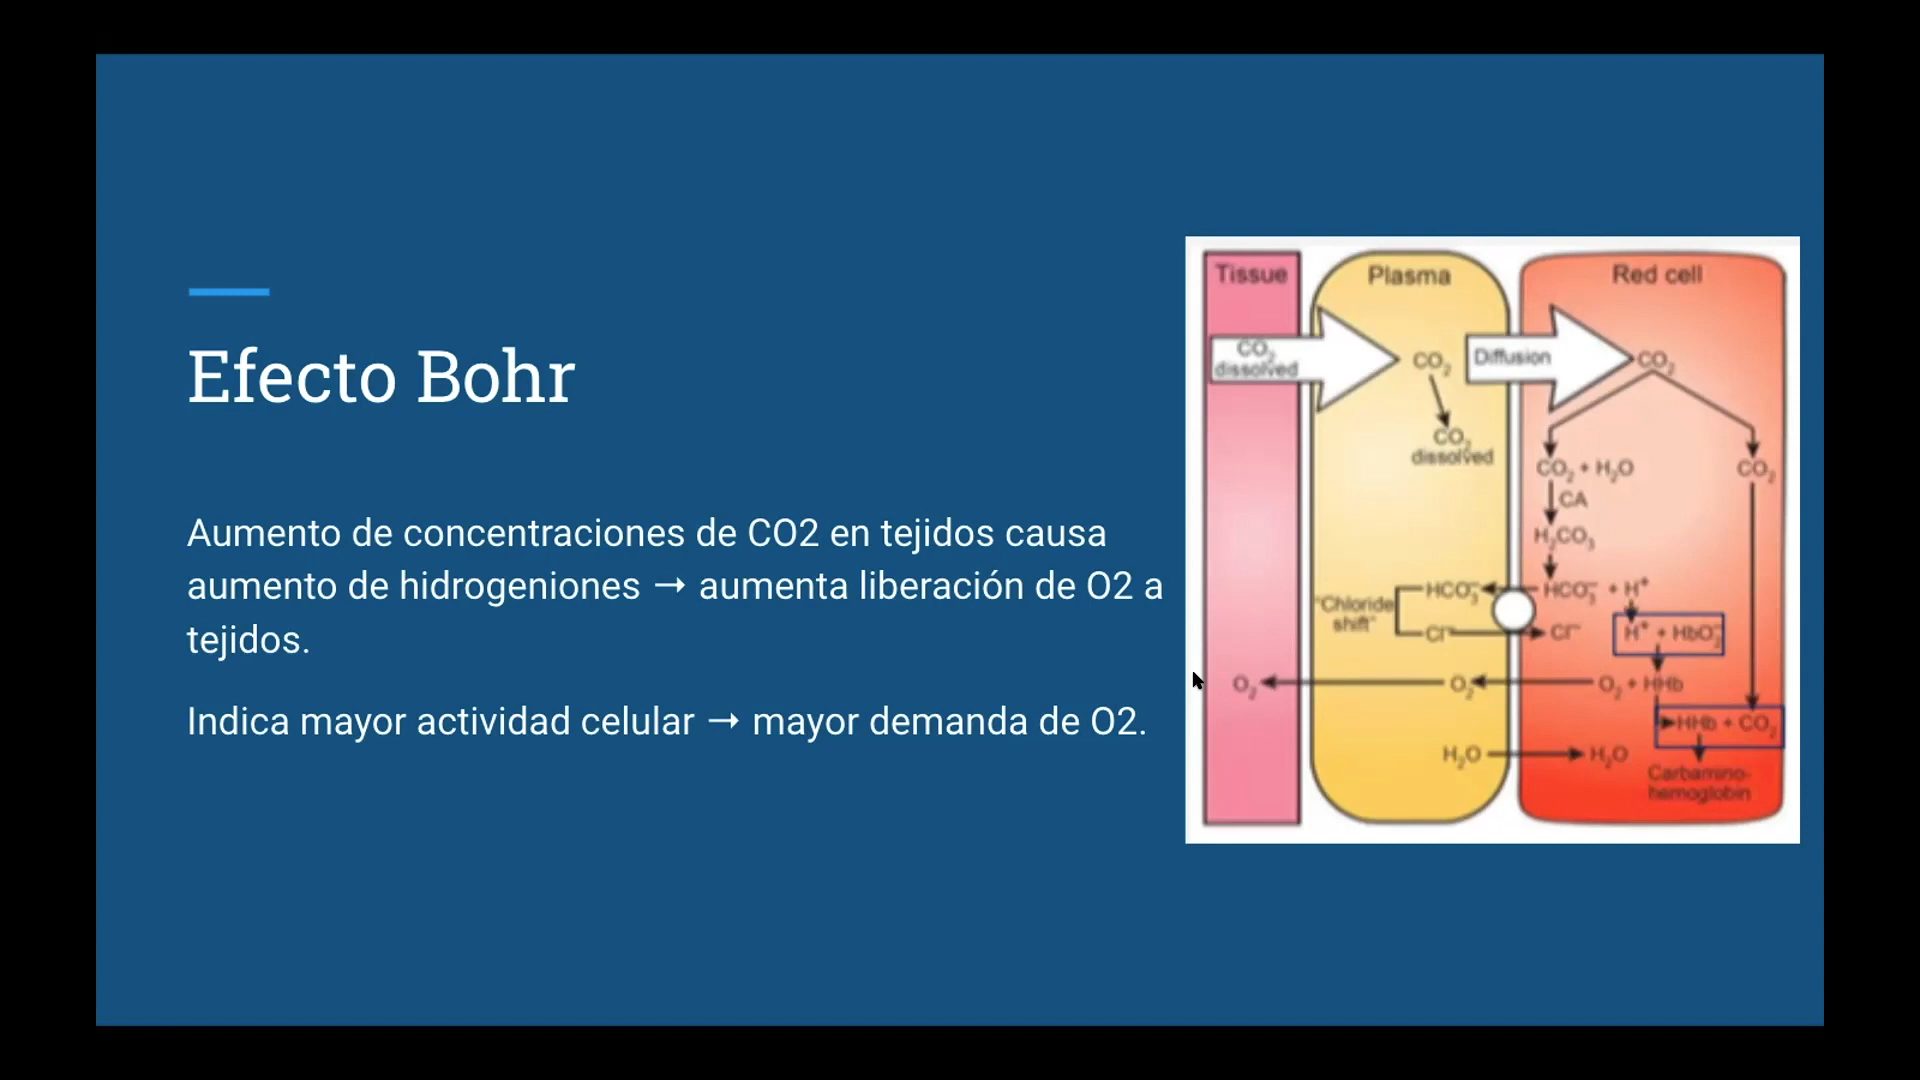 Efecto Bohr
Aumento de concentraciones de CO2 en tejidos causa
aumento de hidrogeniones → aumenta liberación de O2 a
tejidos.
Indica mayor actividad celular → mayor demanda de O2.
Tissue
Plasma
Red cell
CO₂
dissolved
CO₂
Diffusion
CO₂
CO₂
dissolved
CO₂ + H₂O
CO₂
CA
H₂CO₃
HCO₃⁻
HCO₃⁻ + H⁺
"Chloride
shift"
Cl⁻
Cl⁻
H⁺ + HbO₂⁻
O₂
O₂
O₂ + HHb
HHb + CO₂
H₂O
H₂O
Carbamino-
hemoglobin